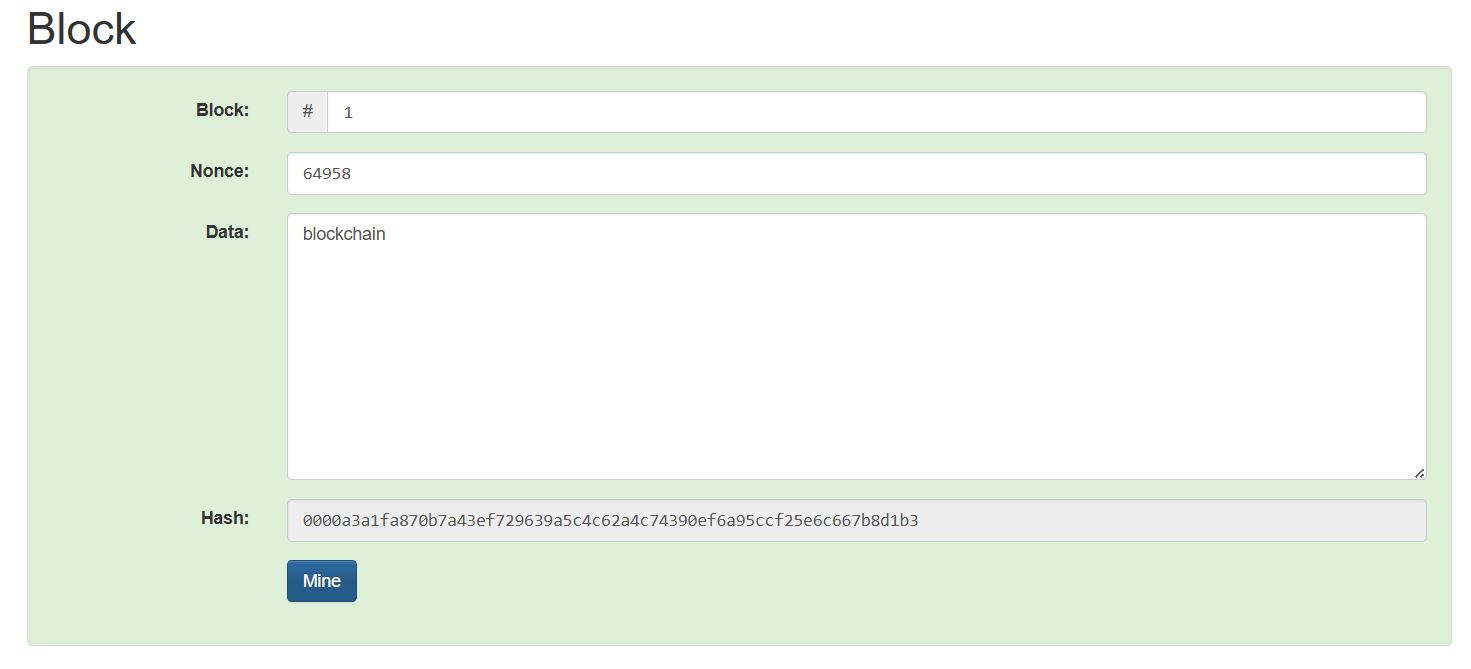 Block
Block: # 1
Nonce: 64958
Data: blockchain
Hash: 0000a3a1fa870b7a43ef729639a5c4c62a4c74390ef6a95ccf25e6c667b8d1b3
Mine